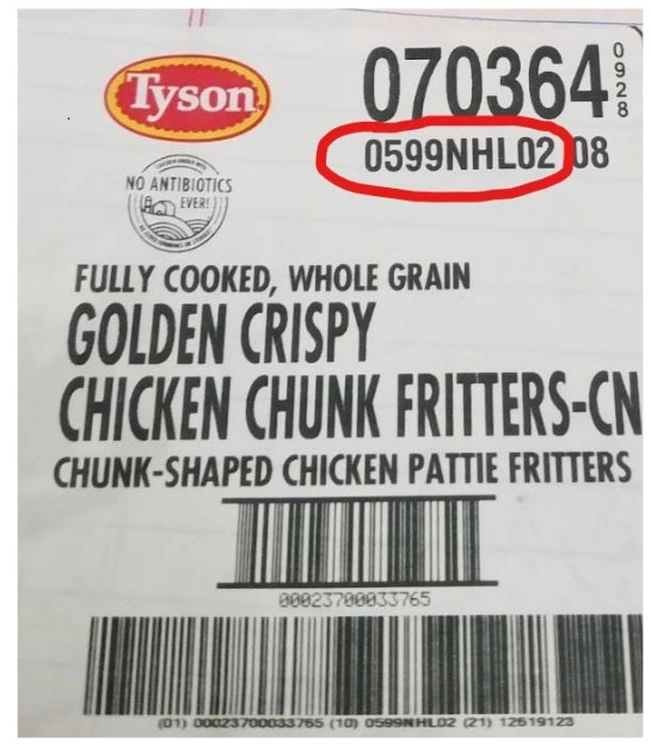 Tyson
070364
0928
0599NHL02 08
NO ANTIBIOTICS
EVER!
FULLY COOKED, WHOLE GRAIN
GOLDEN CRISPY
CHICKEN CHUNK FRITTERS-CN
CHUNK-SHAPED CHICKEN PATTIE FRITTERS
00023700033765
(01) 00023700033765 (10) 0599NHL02 (21) 12619123